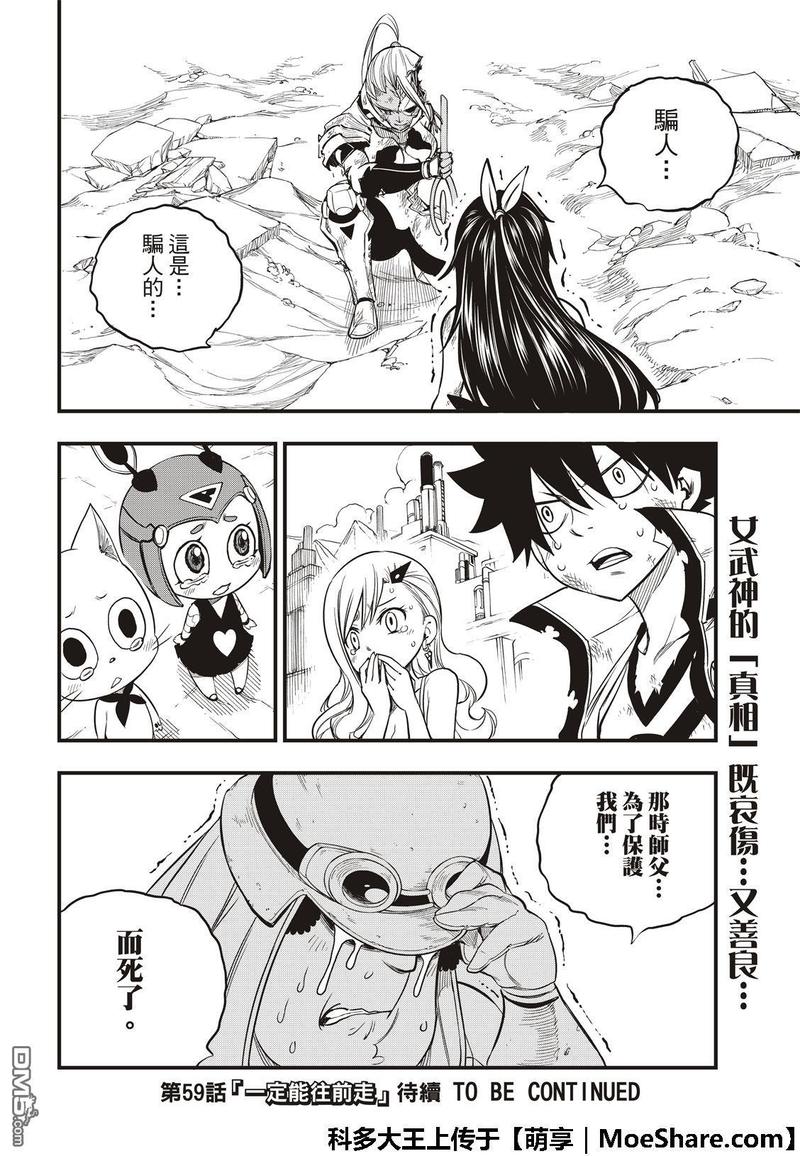 騙人…
這是…
騙人的…
那時師父…
為了保護
我們…
而死了。
女武神的「真相」既哀傷…又善良…
第59話『一定能往前走』待續 TO BE CONTINUED
DM5.com
科多大王上传于【萌享｜MoeShare.com】